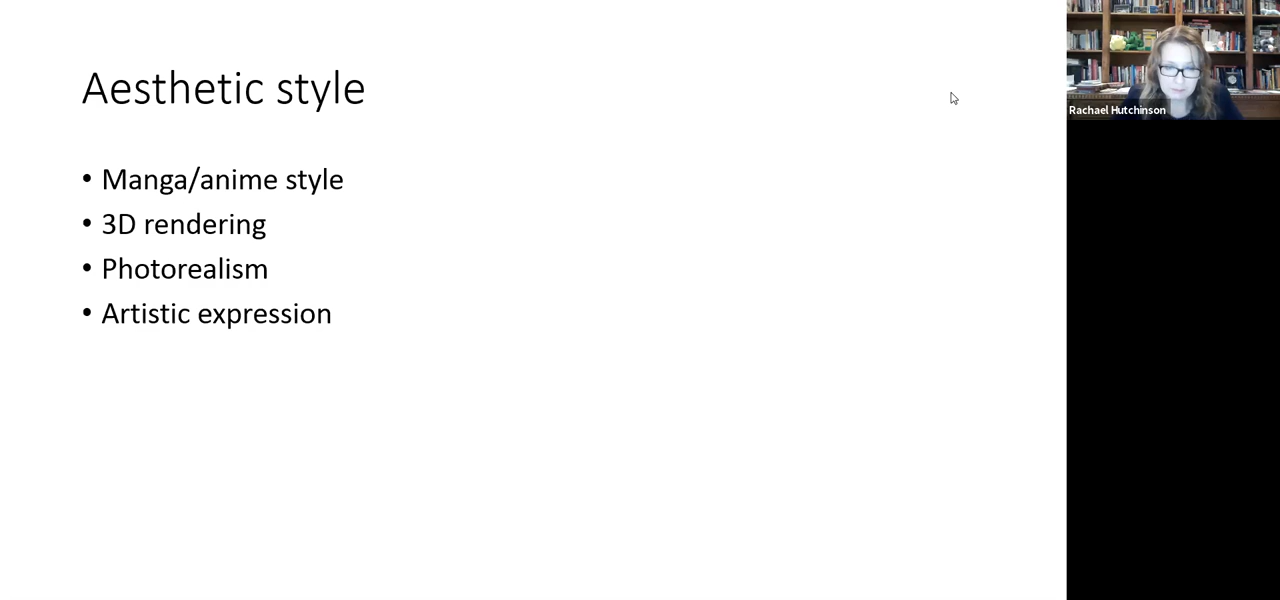 Aesthetic style
• Manga/anime style
• 3D rendering
• Photorealism
• Artistic expression
Rachael Hutchinson